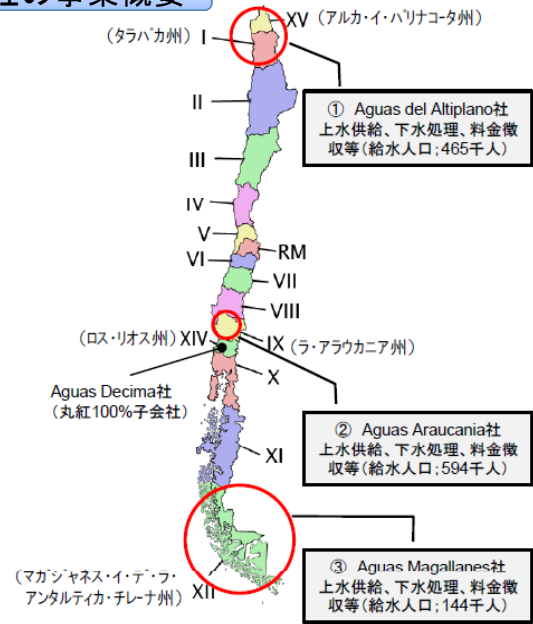 社の事業概要
XV (アルカ・イ・パリナコータ州)
(タラパカ州) I
① Aguas del Altiplano社
上水供給、下水処理、料金徴
収等(給水人口;465千人)
II
III
IV
V
RM
VI
VII
VIII
(ロス・リオス州) XIV
IX (ラ・アラウカニア州)
X
Aguas Decima社
(丸紅100%子会社)
② Aguas Araucania社
上水供給、下水処理、料金徴
収等(給水人口;594千人)
XI
③ Aguas Magallanes社
上水供給、下水処理、料金徴
収等(給水人口;144千人)
(マガジャネス・イ・デ・ラ・
アンタルティカ・チレーナ州) XII